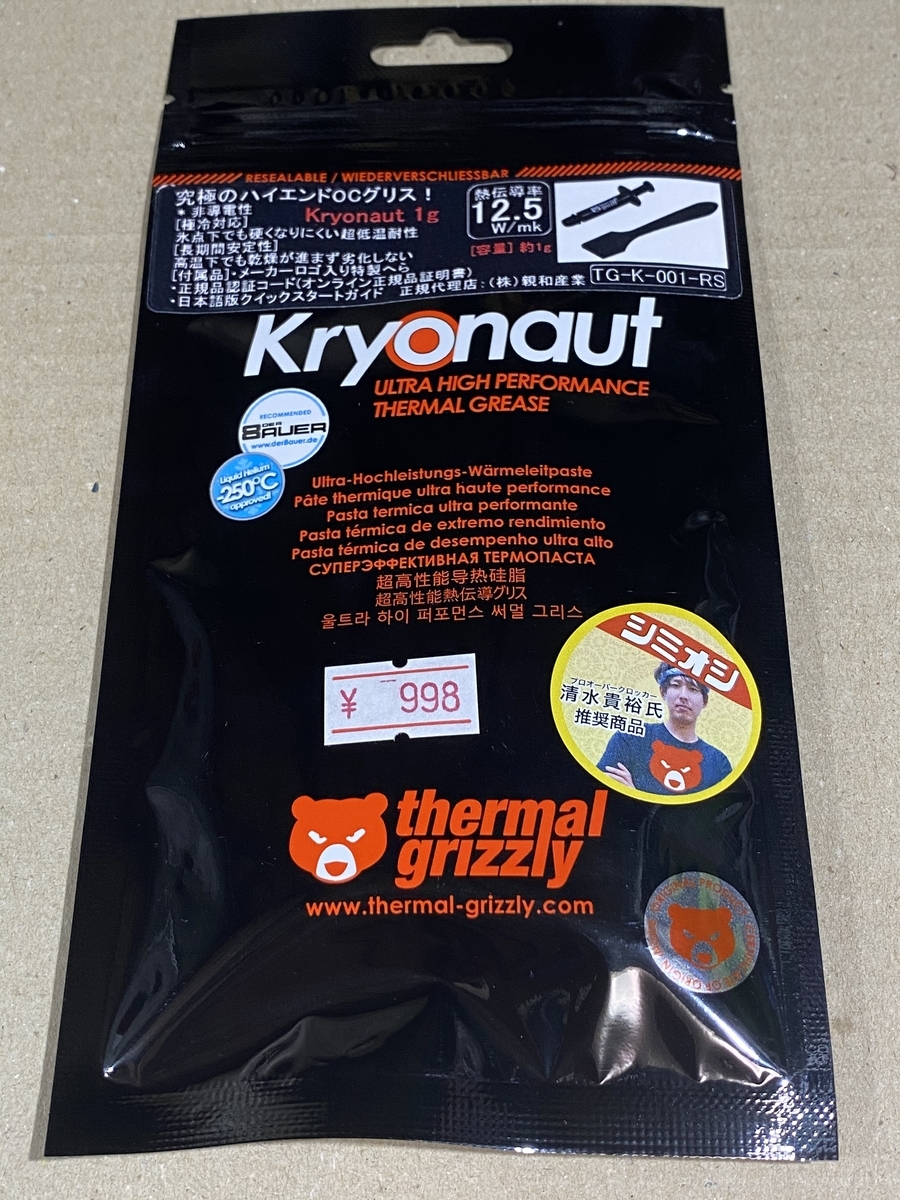 RESEALABLE / WIEDERVERSCHLIESSBAR
究極のハイエンドOCグリス！
* 非導電性
Kryonaut 1g
[極冷対応]
氷点下でも硬くなりにくい超低温耐性
[長期間安定性]
高温下でも乾燥が進まず劣化しない
[付属品]・メーカーロゴ入り特製へら
・正規品認証コード(オンライン正規品証明書)
・日本語版クイックスタートガイド 正規代理店：(株)親和産業
熱伝導率
12.5
W/mk
[容量] 約1g
TG-K-001-RS
Kryonaut
ULTRA HIGH PERFORMANCE
THERMAL GREASE
RECOMMENDED
DER
8AUER
www.der8auer.de
Liquid Helium
-250°C
approved!
Ultra-Hochleistungs-Wärmeleitpaste
Pâte thermique ultra haute performance
Pasta termica ultra performante
Pasta térmica de extremo rendimiento
Pasta térmica de desempenho ultra alto
СУПЕРЭФФЕКТИВНАЯ ТЕРМОПАСТА
超高性能导热硅脂
超高性能熱伝導グリス
울트라 하이 퍼포먼스 써멀 그리스
シミオシ
プロオーバークロッカー
清水貴裕氏
推奨商品
¥ 998
thermal
grizzly
www.thermal-grizzly.com
ORIGINAL PRODUCT
OF ORIGIN